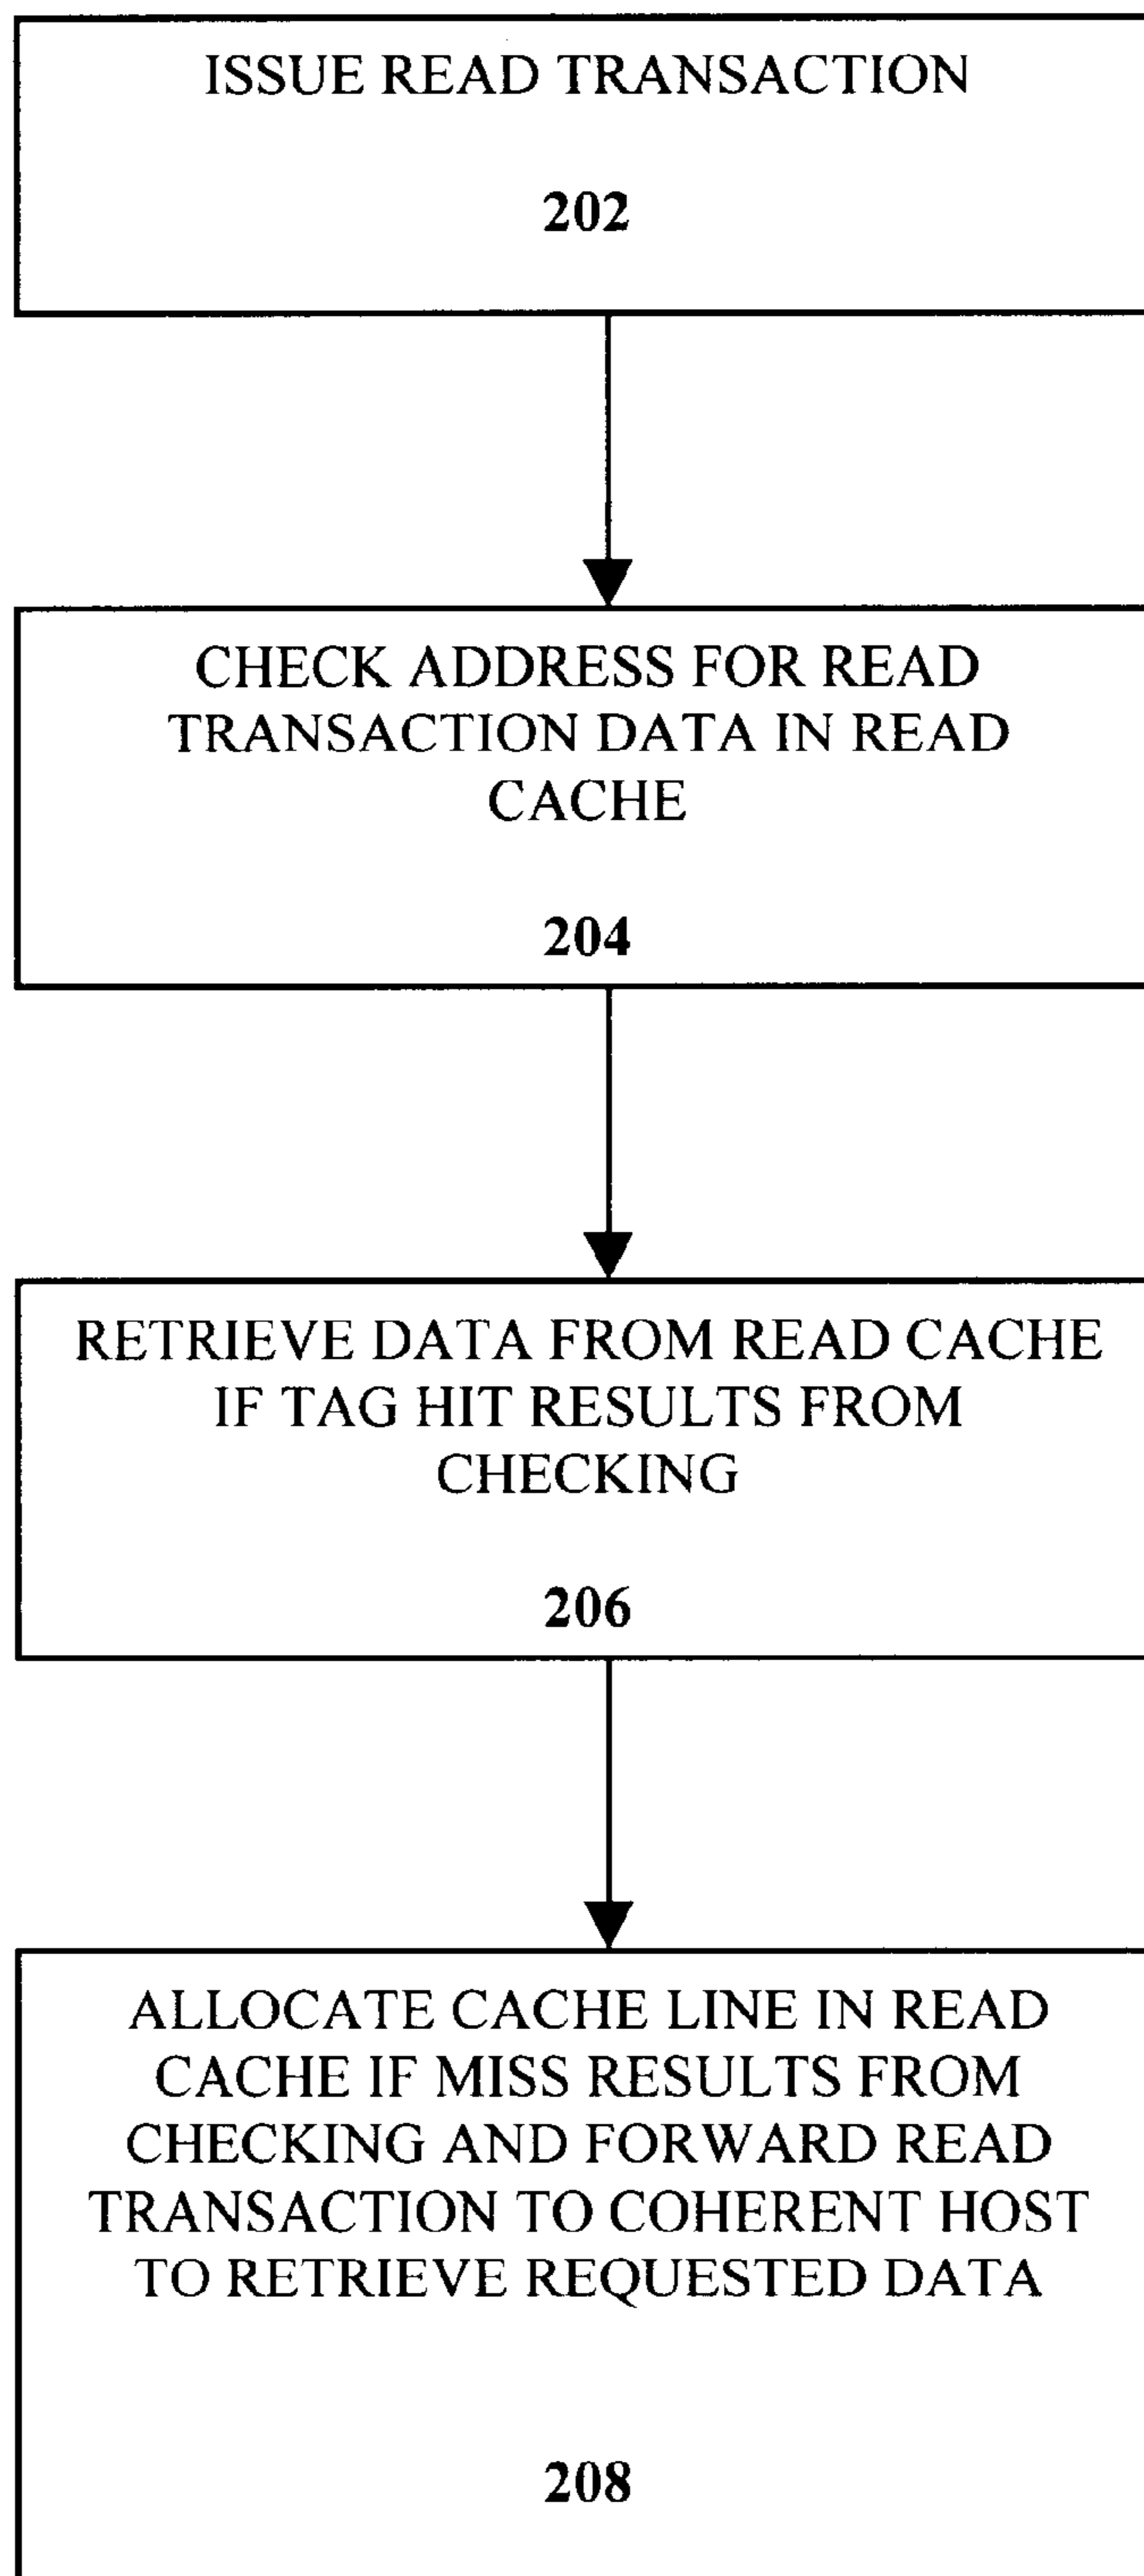 ISSUE READ TRANSACTION
202
CHECK ADDRESS FOR READ
TRANSACTION DATA IN READ
CACHE
204
RETRIEVE DATA FROM READ CACHE
IF TAG HIT RESULTS FROM
CHECKING
206
ALLOCATE CACHE LINE IN READ
CACHE IF MISS RESULTS FROM
CHECKING AND FORWARD READ
TRANSACTION TO COHERENT HOST
TO RETRIEVE REQUESTED DATA
208